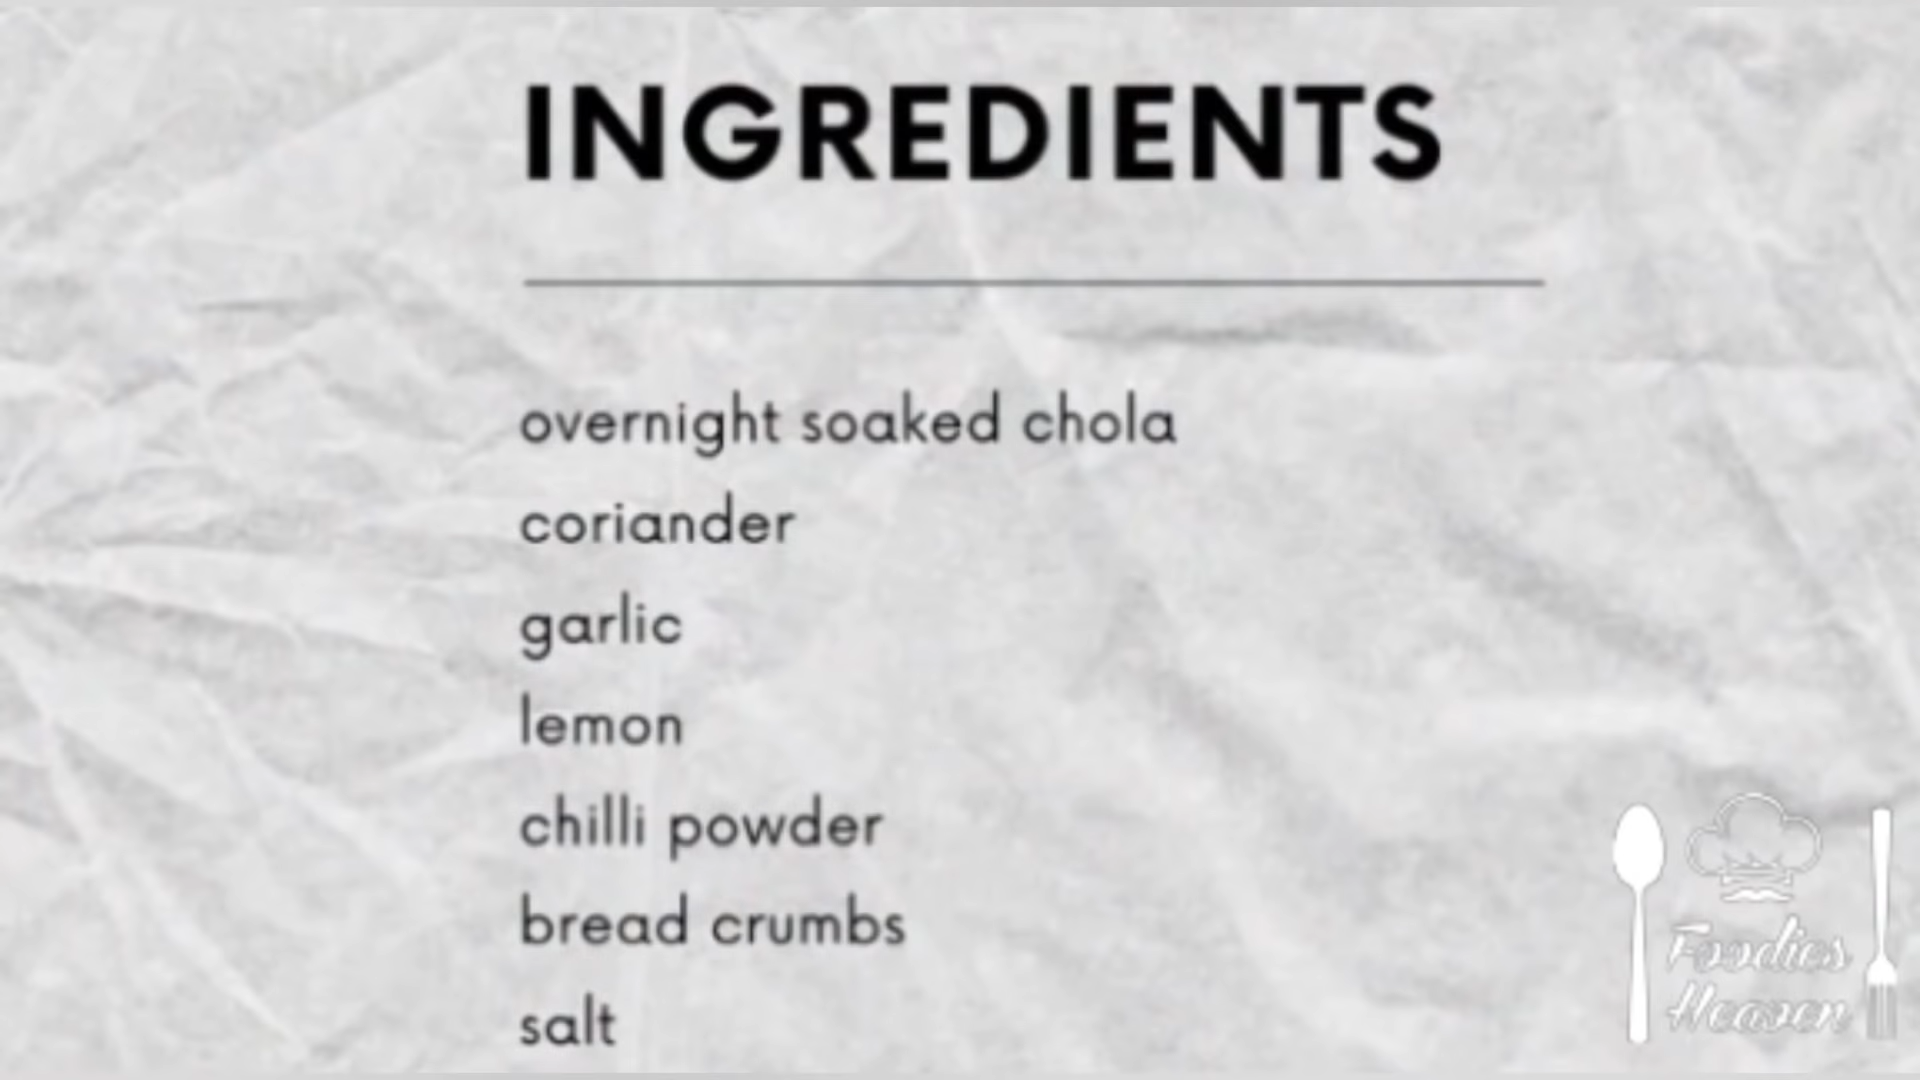 INGREDIENTS
overnight soaked chola
coriander
garlic
lemon
chilli powder
bread crumbs
salt
Foodies
Heaven